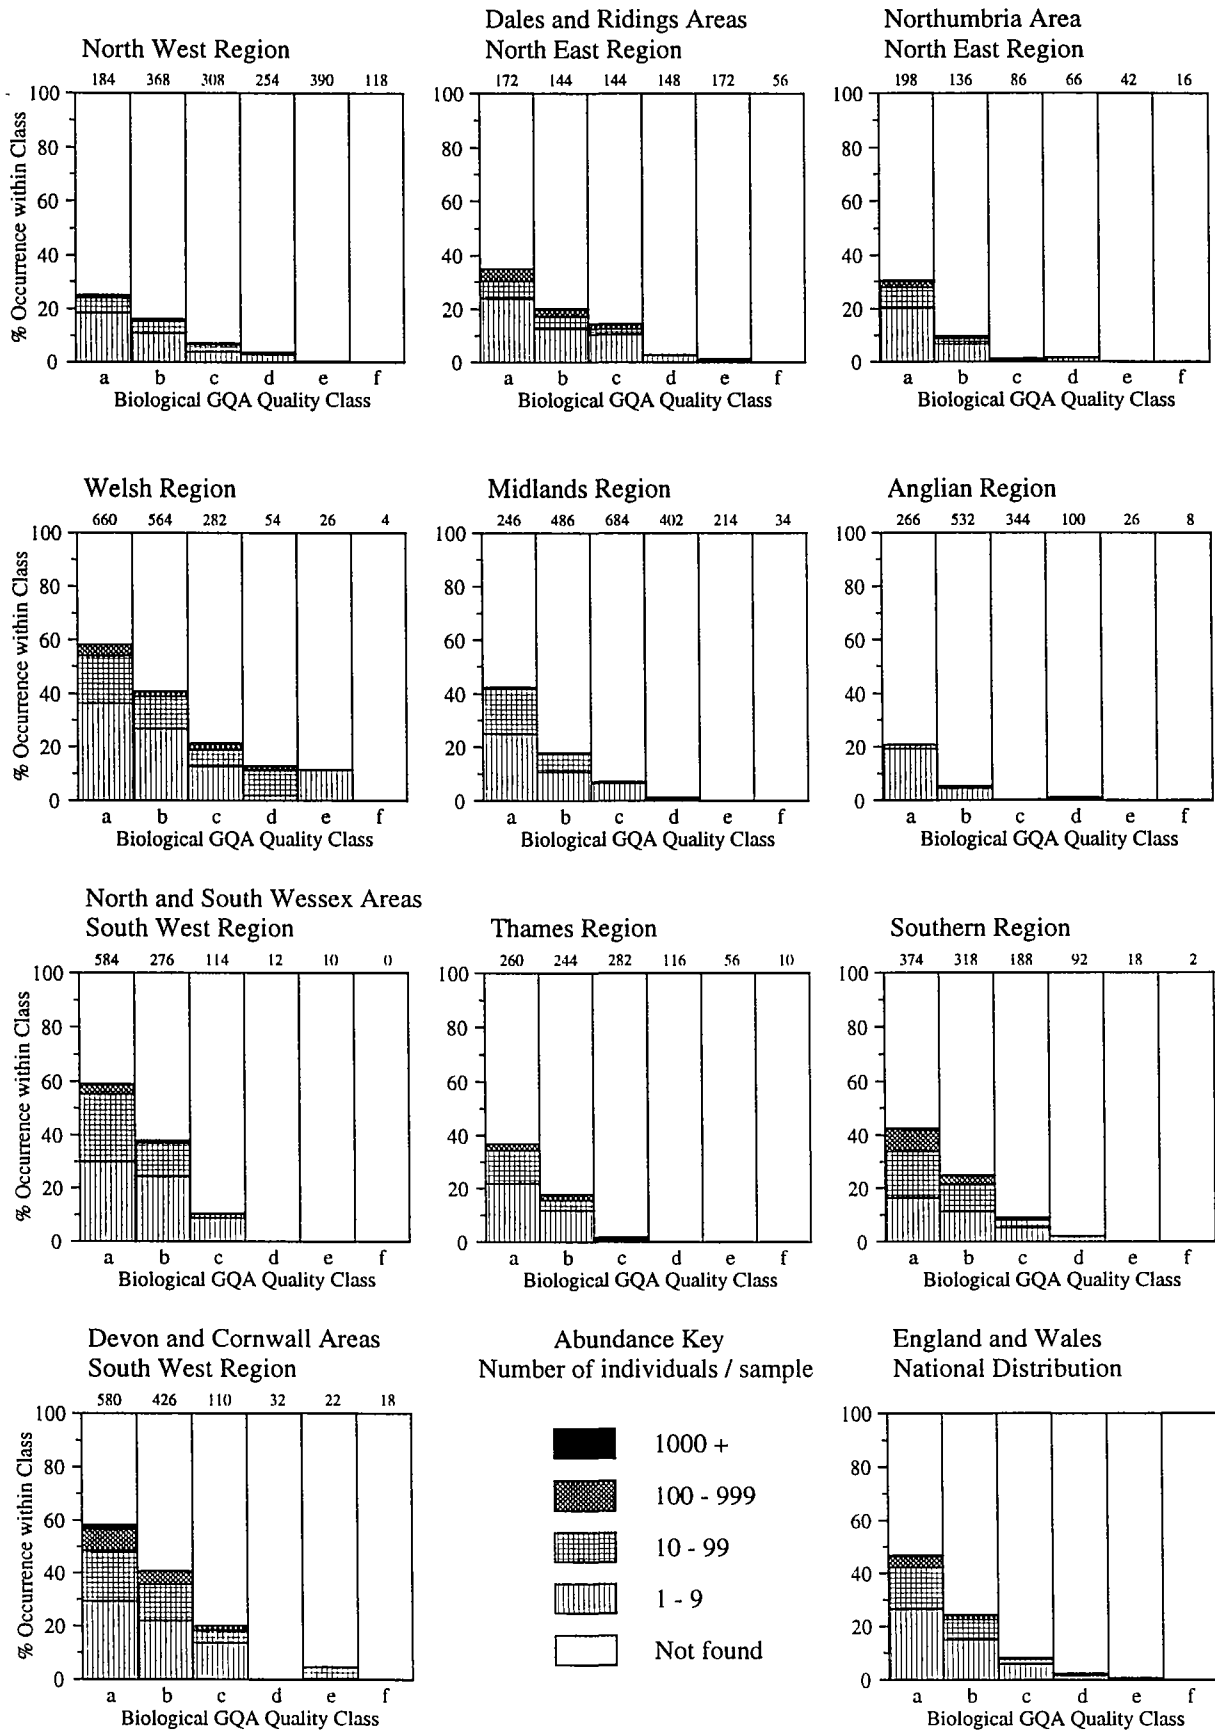 North West Region
184 368 308 254 390 118
100
80
60
40
20
0
% Occurrence within Class
a b c d e f
Biological GQA Quality Class
Dales and Ridings Areas
North East Region
172 144 144 148 172 56
100
80
60
40
20
0
a b c d e f
Biological GQA Quality Class
Northumbria Area
North East Region
198 136 86 66 42 16
100
80
60
40
20
0
a b c d e f
Biological GQA Quality Class
Welsh Region
660 564 282 54 26 4
100
80
60
40
20
0
% Occurrence within Class
a b c d e f
Biological GQA Quality Class
Midlands Region
246 486 684 402 214 34
100
80
60
40
20
0
a b c d e f
Biological GQA Quality Class
Anglian Region
266 532 344 100 26 8
100
80
60
40
20
0
a b c d e f
Biological GQA Quality Class
North and South Wessex Areas
South West Region
584 276 114 12 10 0
100
80
60
40
20
0
% Occurrence within Class
a b c d e f
Biological GQA Quality Class
Thames Region
260 244 282 116 56 10
100
80
60
40
20
0
a b c d e f
Biological GQA Quality Class
Southern Region
374 318 188 92 18 2
100
80
60
40
20
0
a b c d e f
Biological GQA Quality Class
Devon and Cornwall Areas
South West Region
580 426 110 32 22 18
100
80
60
40
20
0
% Occurrence within Class
a b c d e f
Biological GQA Quality Class
Abundance Key
Number of individuals / sample
1000 +
100 - 999
10 - 99
1 - 9
Not found
England and Wales
National Distribution
100
80
60
40
20
0
a b c d e f
Biological GQA Quality Class